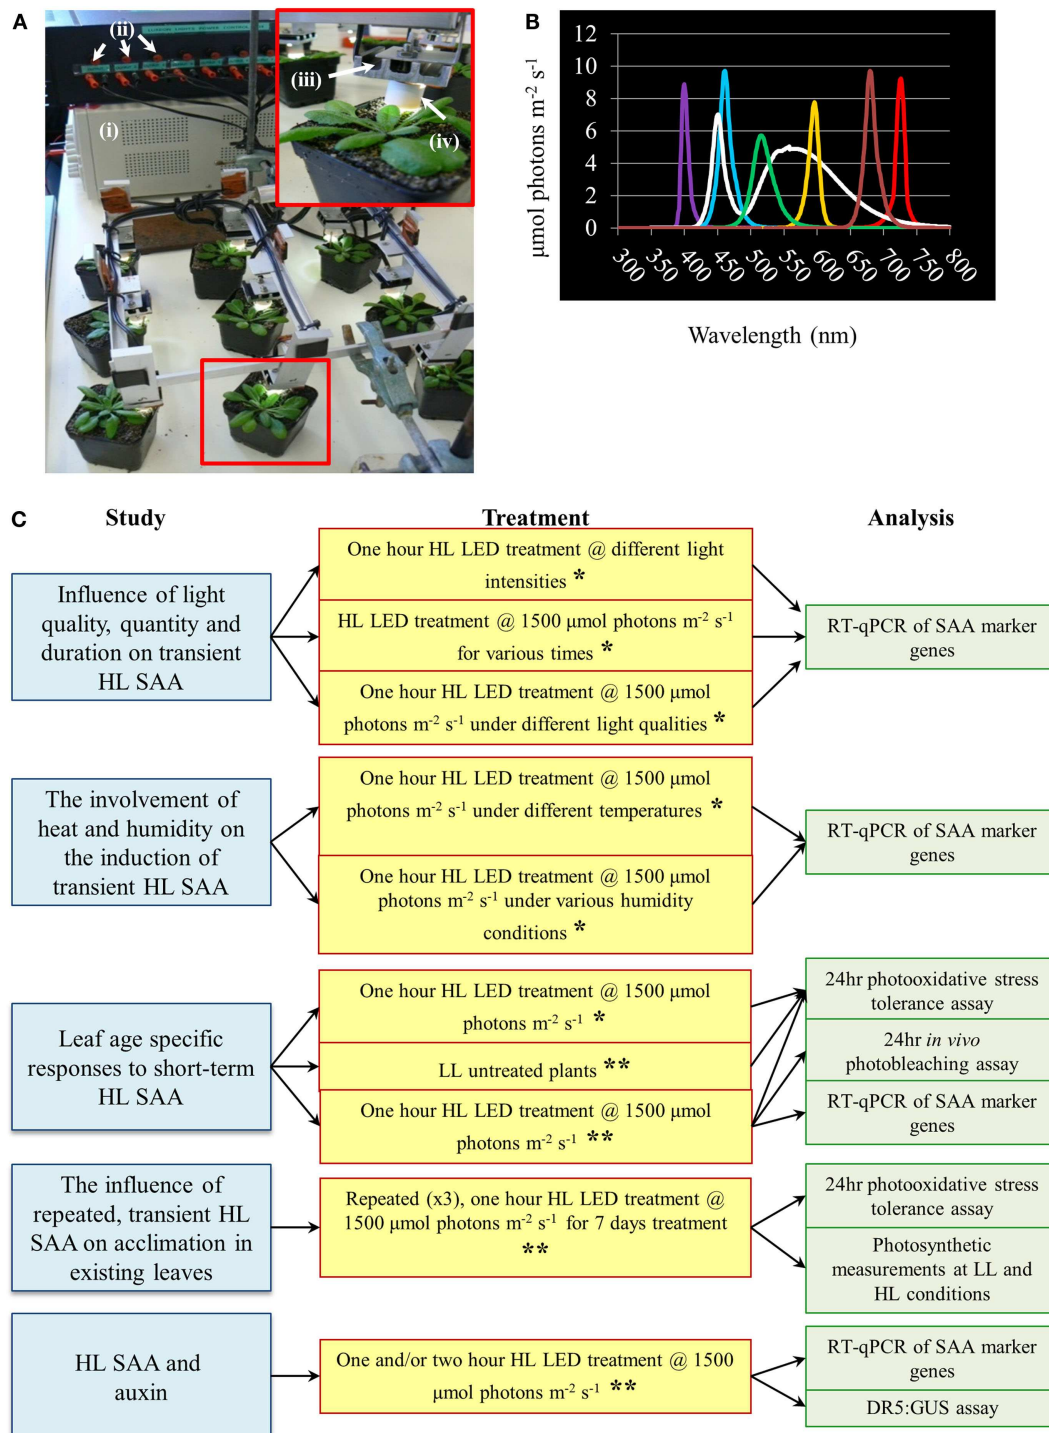 A
(ii)
(i)
(iii)
(iv)
B
12
10
8
6
4
2
0
μmol photons m⁻² s⁻¹
300
350
400
450
500
550
600
650
700
750
800
Wavelength (nm)
C
Study
Treatment
Analysis
Influence of light
quality, quantity and
duration on transient
HL SAA
One hour HL LED treatment @ different light
intensities *
HL LED treatment @ 1500 μmol photons m⁻² s⁻¹
for various times *
One hour HL LED treatment @ 1500 μmol
photons m⁻² s⁻¹ under different light qualities *
RT-qPCR of SAA marker
genes
The involvement of
heat and humidity on
the induction of
transient HL SAA
One hour HL LED treatment @ 1500 μmol
photons m⁻² s⁻¹ under different temperatures *
One hour HL LED treatment @ 1500 μmol
photons m⁻² s⁻¹ under various humidity
conditions *
RT-qPCR of SAA marker
genes
Leaf age specific
responses to short-term
HL SAA
One hour HL LED treatment @ 1500 μmol
photons m⁻² s⁻¹ *
LL untreated plants **
One hour HL LED treatment @ 1500 μmol
photons m⁻² s⁻¹ **
24hr photooxidative stress
tolerance assay
24hr in vivo
photobleaching assay
RT-qPCR of SAA marker
genes
The influence of
repeated, transient HL
SAA on acclimation in
existing leaves
Repeated (x3), one hour HL LED treatment @
1500 μmol photons m⁻² s⁻¹ for 7 days treatment
**
24hr photooxidative stress
tolerance assay
Photosynthetic
measurements at LL and
HL conditions
HL SAA and
auxin
One and/or two hour HL LED treatment @ 1500
μmol photons m⁻² s⁻¹ **
RT-qPCR of SAA marker
genes
DR5:GUS assay